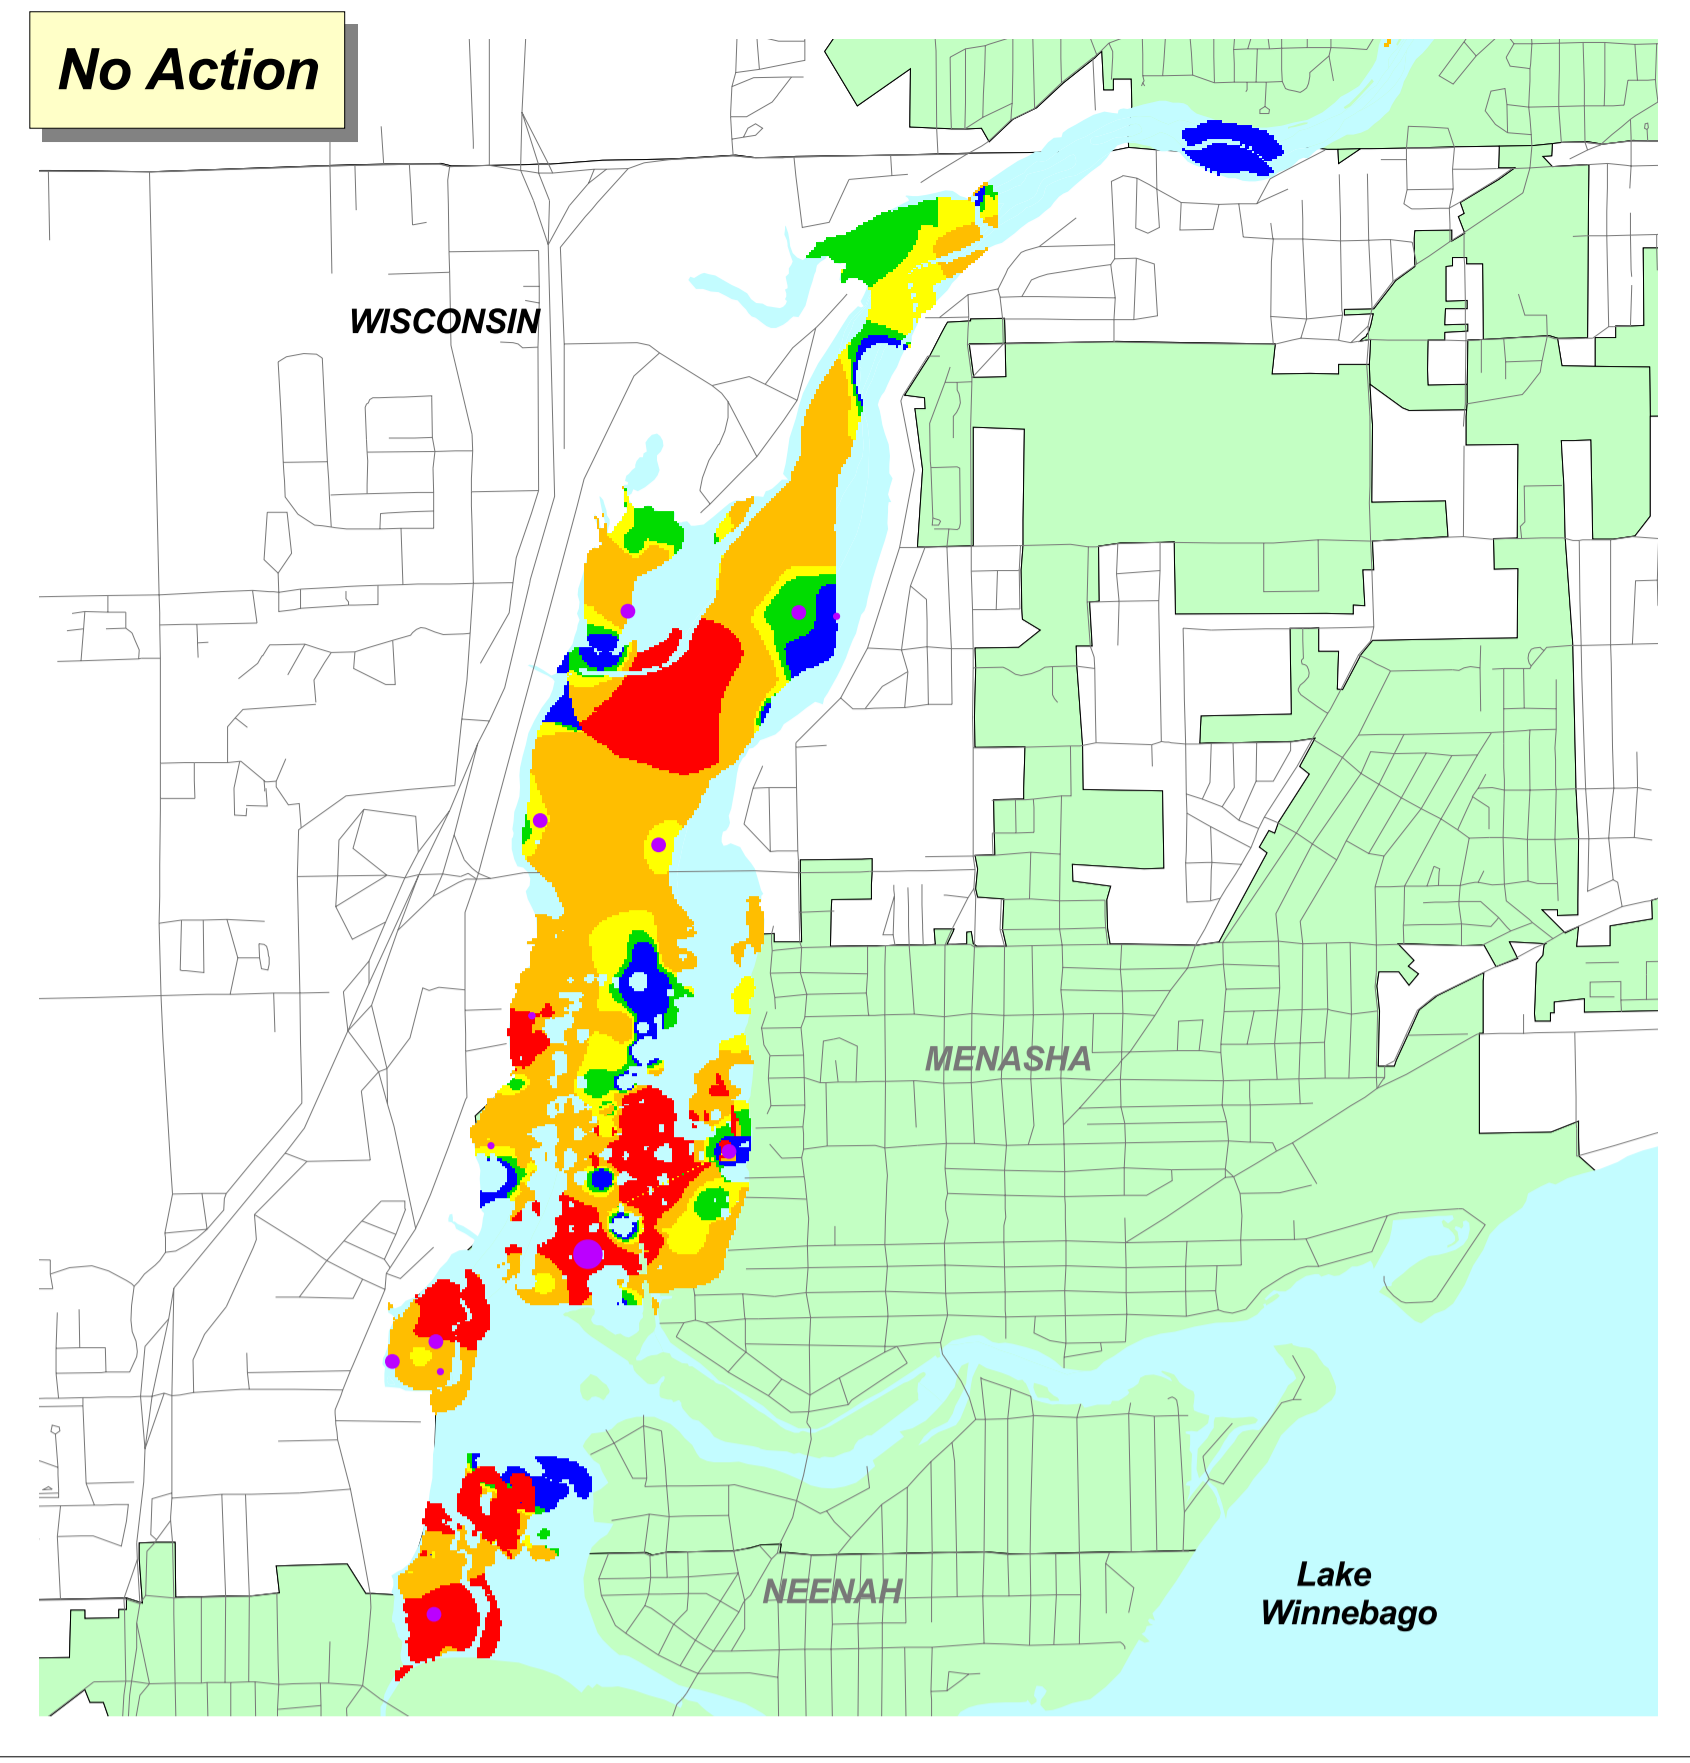 No Action
WISCONSIN
MENASHA
NEENAH
Lake
Winnebago